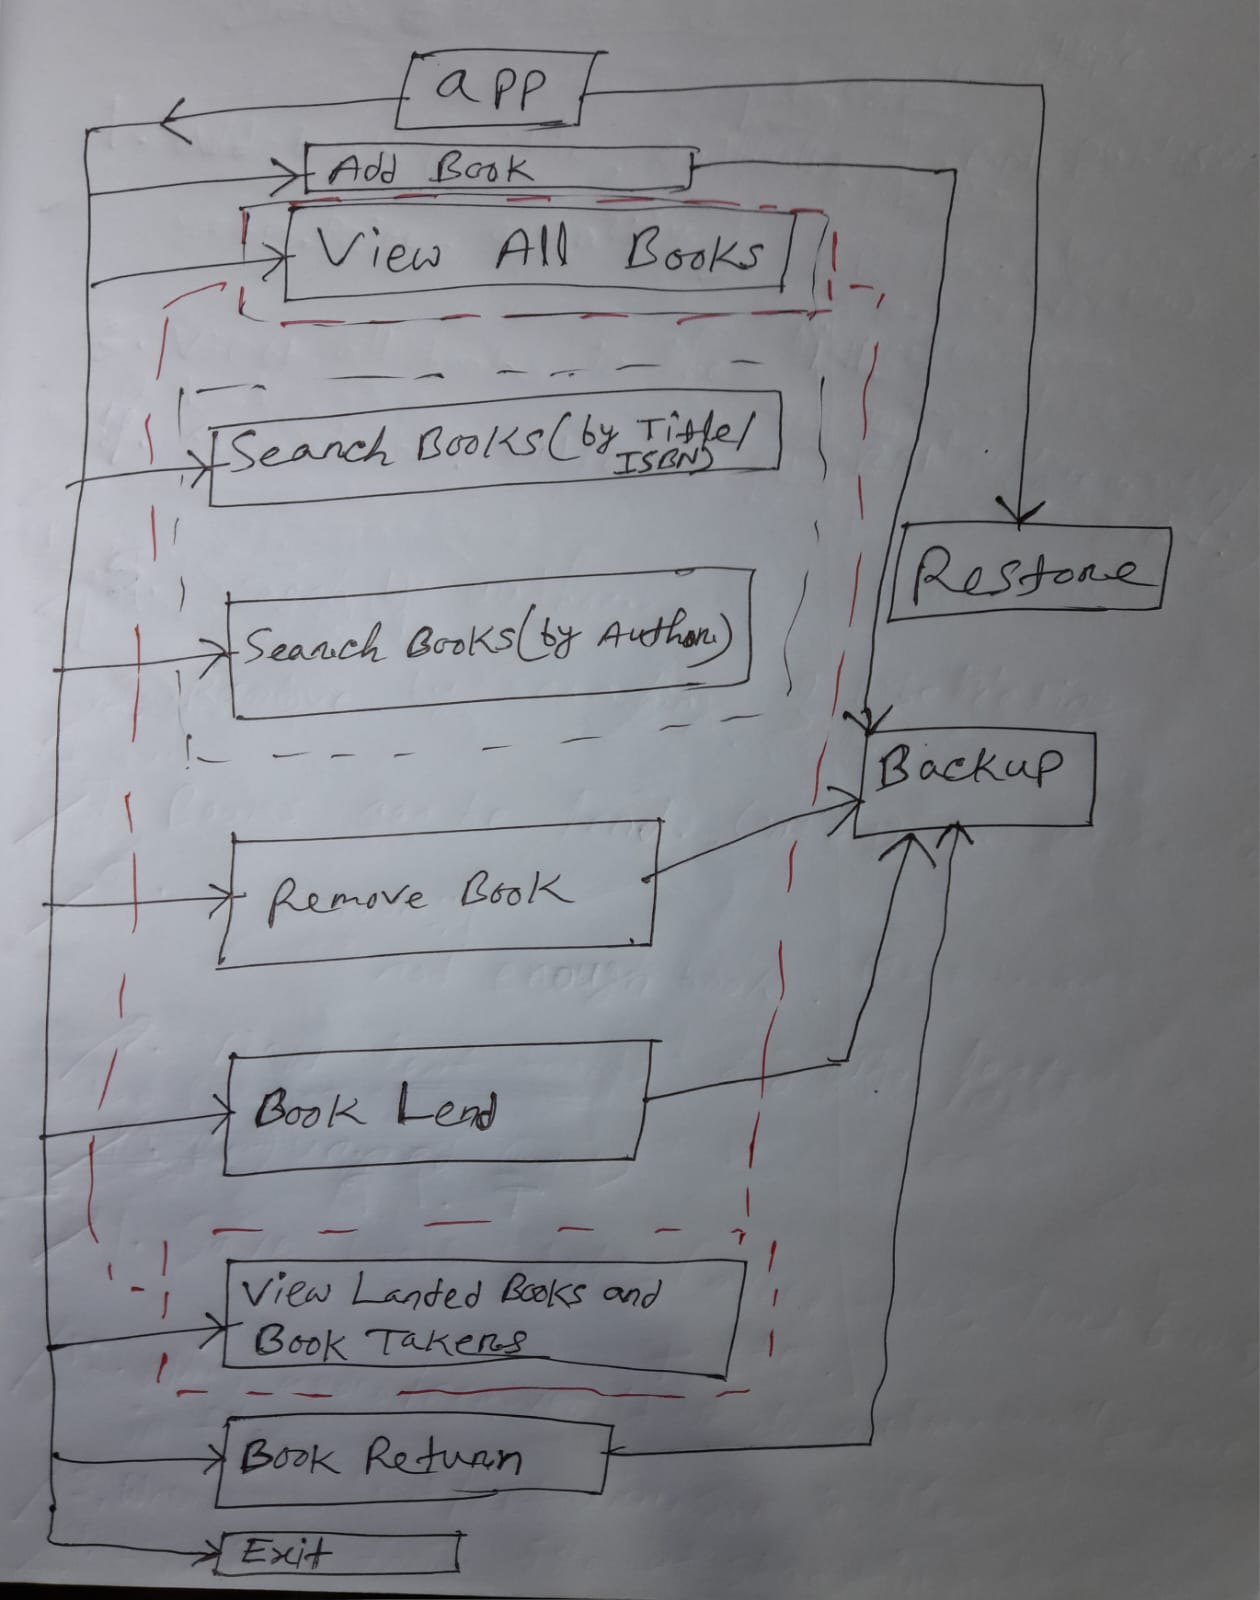 app
Add Book
View All Books
Search Books (by Title/
ISBN)
Restore
Search Books (by Author)
Backup
Remove Book
Book Lend
View Landed Books and
Book Takers
Book Return
Exit